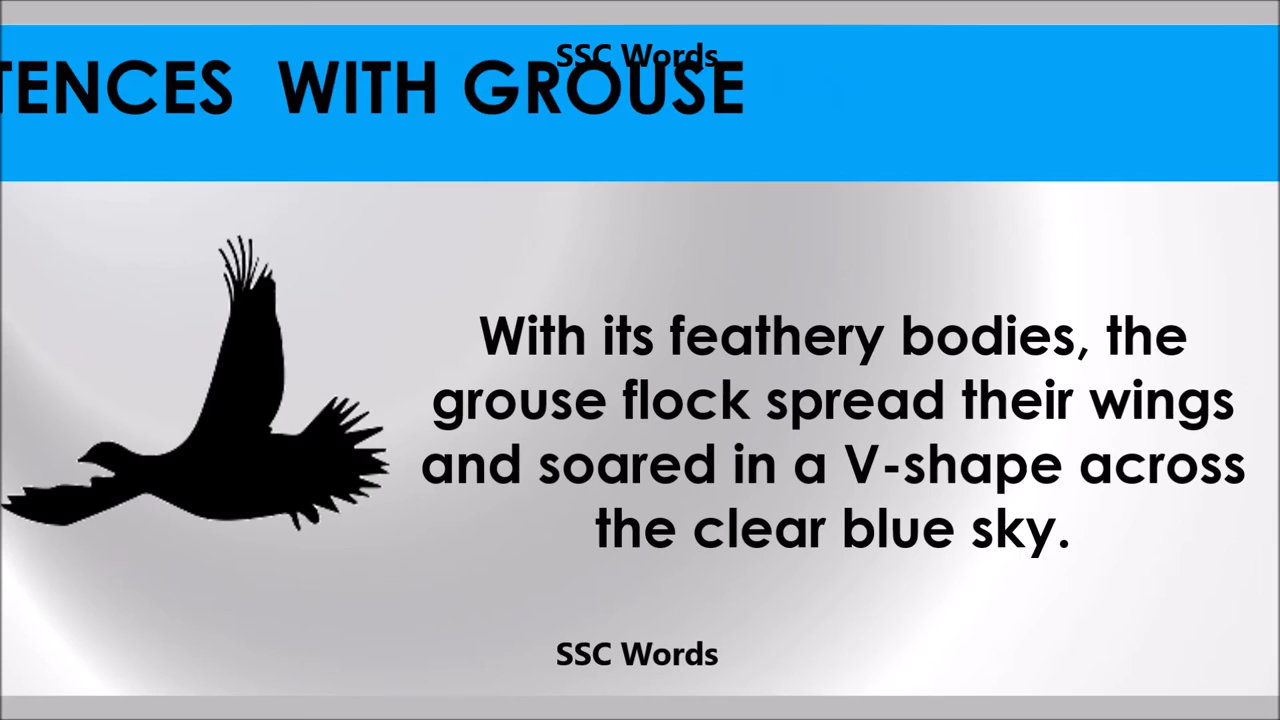 SSC Words
TENCES WITH GROUSE
With its feathery bodies, the
grouse flock spread their wings
and soared in a V-shape across
the clear blue sky.
SSC Words